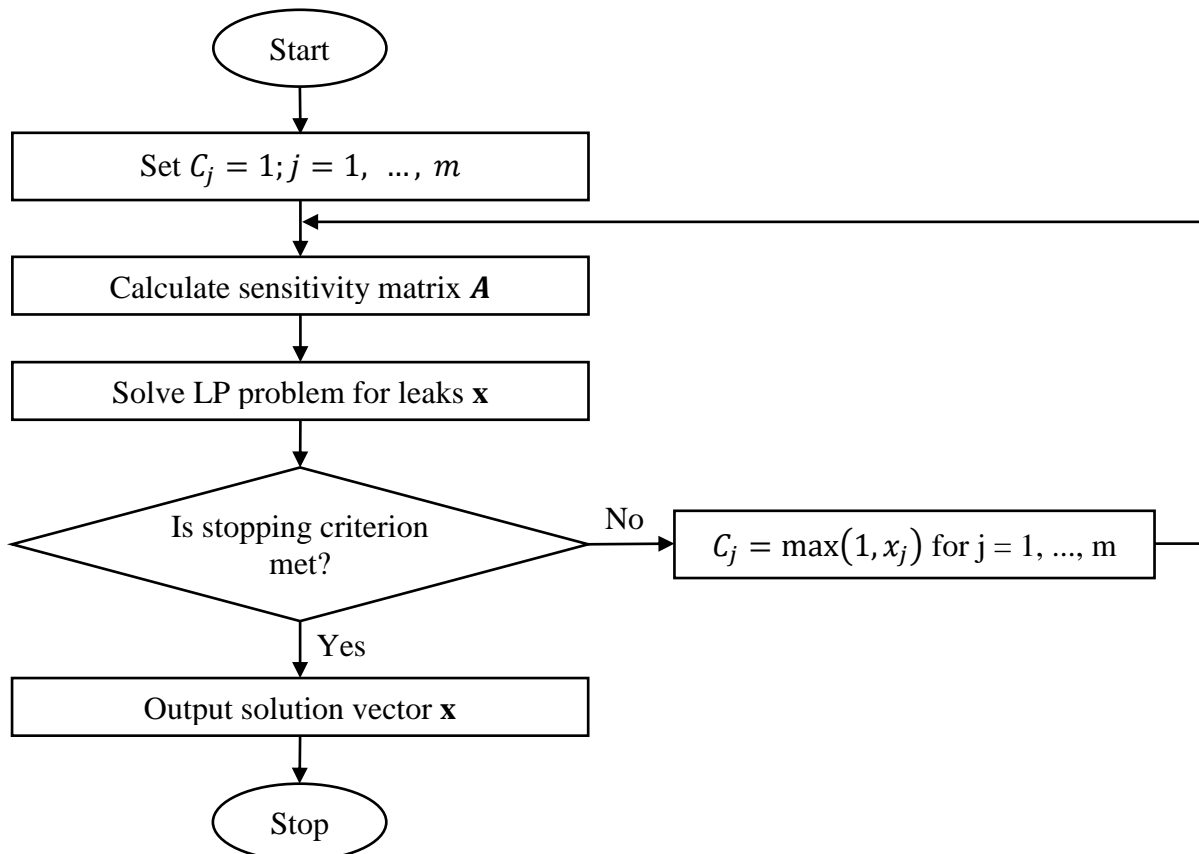 Start
Set C_j = 1; j = 1, …, m
Calculate sensitivity matrix A
Solve LP problem for leaks x
Is stopping criterion
met?
No
C_j = max(1, x_j) for j = 1, ..., m
Yes
Output solution vector x
Stop